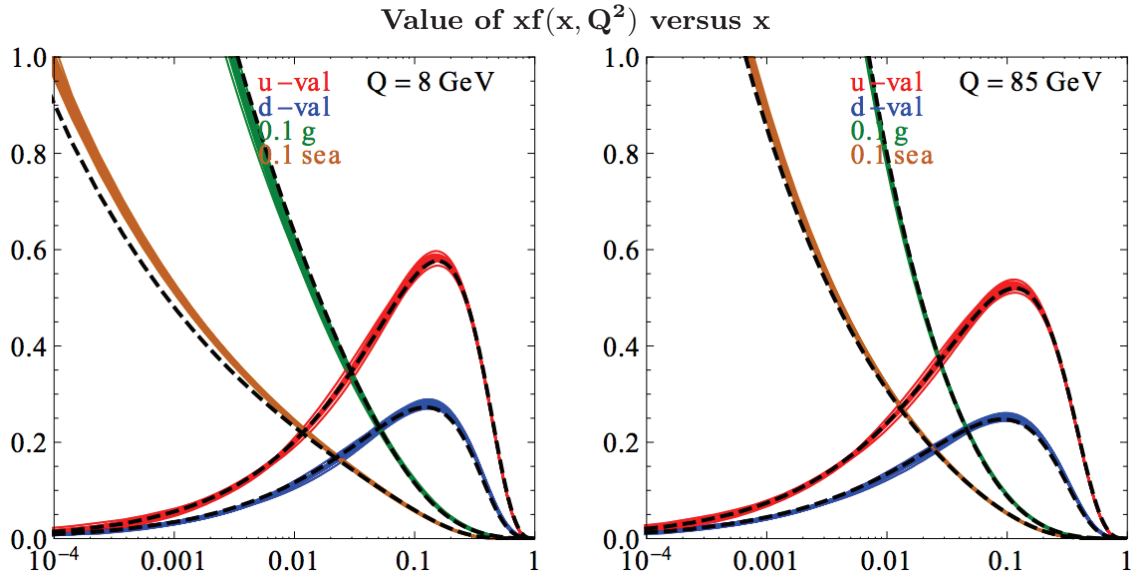 Value of xf(x, Q²) versus x
1.0
0.8
0.6
0.4
0.2
0.0
u–val
d–val
0.1 g
0.1 sea
Q = 8 GeV
10⁻⁴ 0.001 0.01 0.1 1
1.0
0.8
0.6
0.4
0.2
0.0
u–val
d–val
0.1 g
0.1 sea
Q = 85 GeV
10⁻⁴ 0.001 0.01 0.1 1